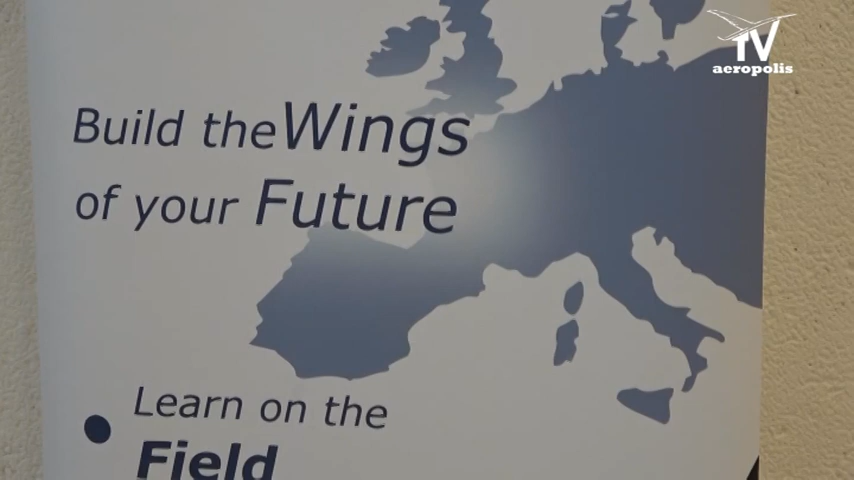 TV
aeropolis
Build the Wings
of your Future
Learn on the
Field